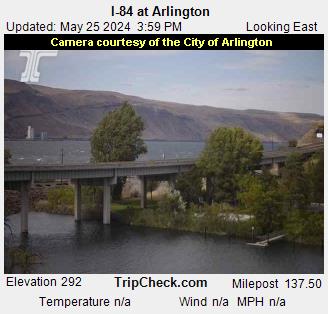 I-84 at Arlington
Updated: May 25 2024 3:59 PM Looking East
Camera courtesy of the City of Arlington
Elevation 292 TripCheck.com Milepost 137.50
Temperature n/a Wind n/a MPH n/a